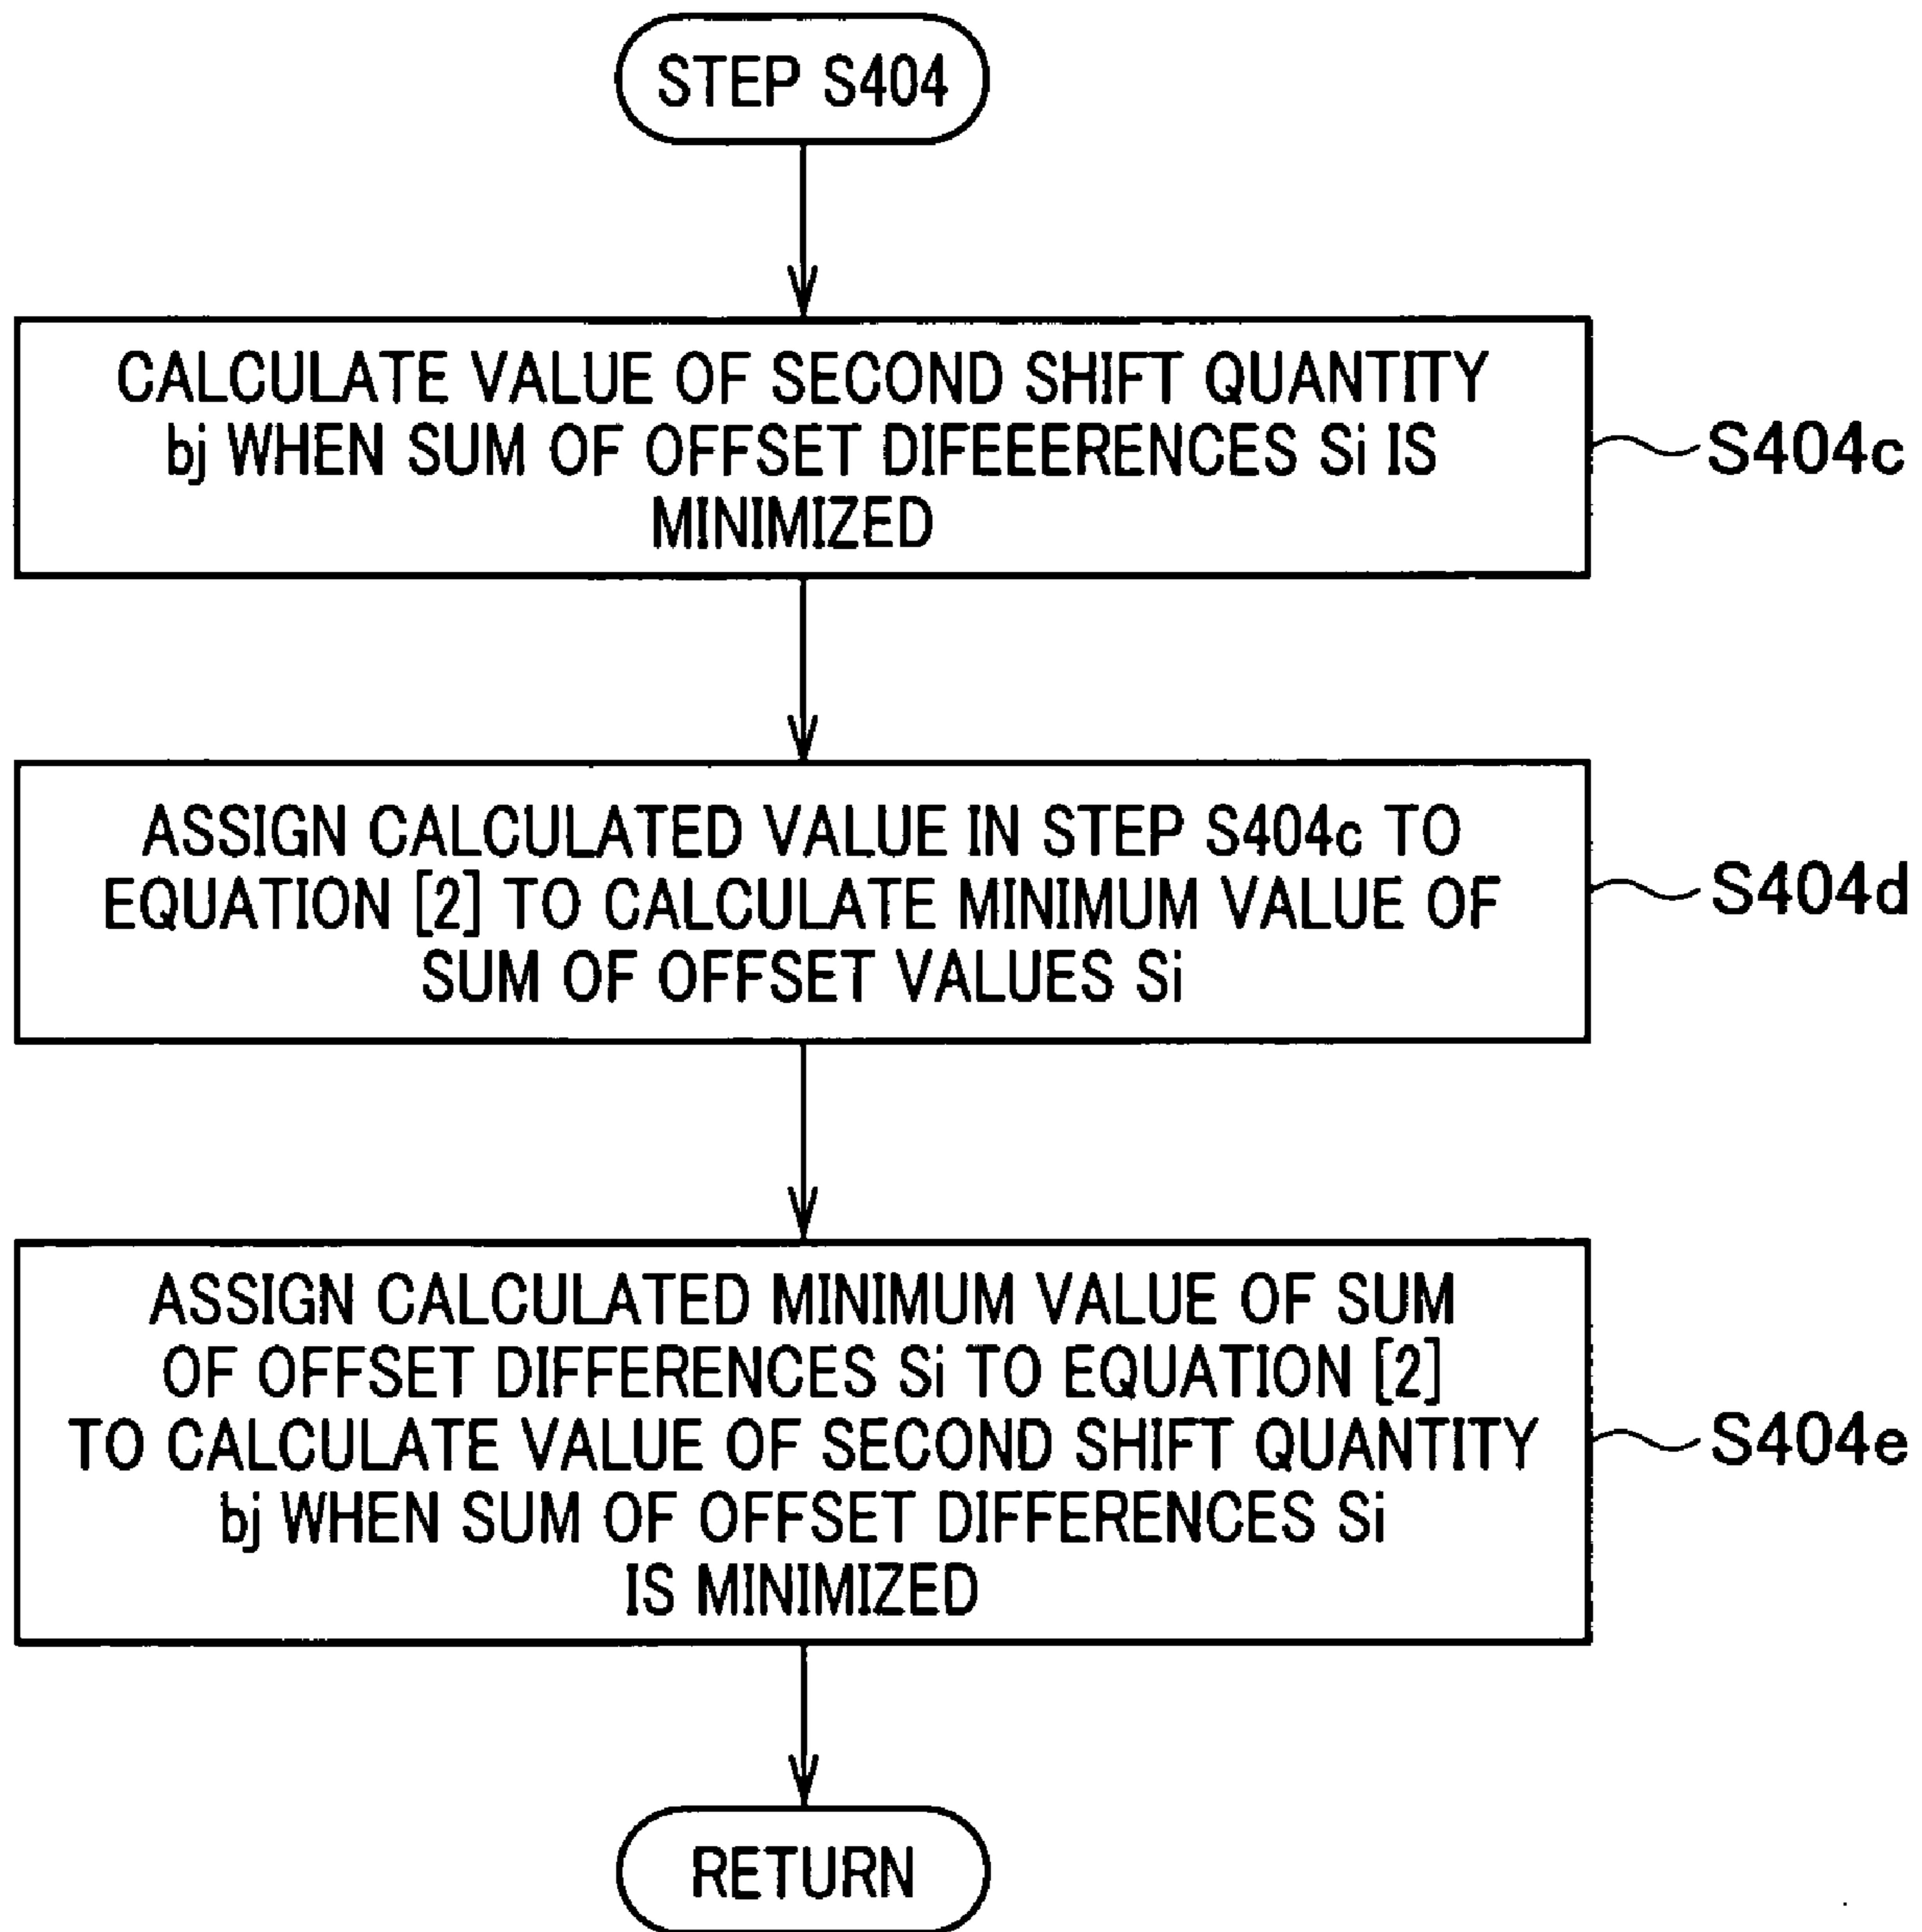 STEP S404
CALCULATE VALUE OF SECOND SHIFT QUANTITY
bj WHEN SUM OF OFFSET DIFEEERENCES Si IS
MINIMIZED
S404c
ASSIGN CALCULATED VALUE IN STEP S404c TO
EQUATION [2] TO CALCULATE MINIMUM VALUE OF
SUM OF OFFSET VALUES Si
S404d
ASSIGN CALCULATED MINIMUM VALUE OF SUM
OF OFFSET DIFFERENCES Si TO EQUATION [2]
TO CALCULATE VALUE OF SECOND SHIFT QUANTITY
bj WHEN SUM OF OFFSET DIFFERENCES Si
IS MINIMIZED
S404e
RETURN